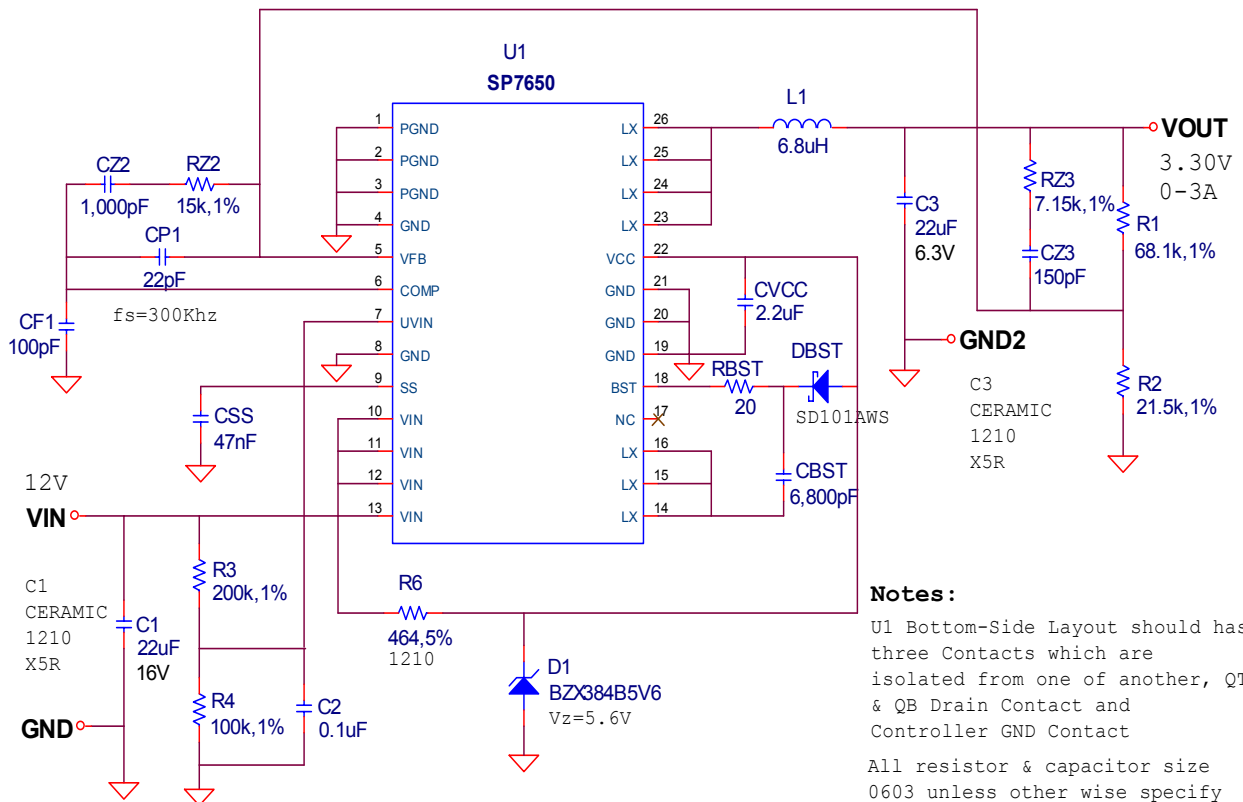 U1
SP7650
1 PGND
2 PGND
3 PGND
4 GND
5 VFB
6 COMP
7 UVIN
8 GND
9 SS
10 VIN
11 VIN
12 VIN
13 VIN
LX 26
LX 25
LX 24
LX 23
VCC 22
GND 21
GND 20
GND 19
BST 18
NC 17
LX 16
LX 15
LX 14
CZ2
1,000pF
RZ2
15k,1%
CP1
22pF
fs=300Khz
CF1
100pF
CSS
47nF
12V
VIN
C1
CERAMIC
1210
X5R
C1
22uF
16V
GND
R3
200k,1%
R4
100k,1%
C2
0.1uF
R6
464,5%
1210
D1
BZX384B5V6
Vz=5.6V
L1
6.8uH
CVCC
2.2uF
RBST
20
DBST
SD101AWS
CBST
6,800pF
C3
22uF
6.3V
RZ3
7.15k,1%
CZ3
150pF
R1
68.1k,1%
VOUT
3.30V
0-3A
GND2
C3
CERAMIC
1210
X5R
R2
21.5k,1%
Notes:
U1 Bottom-Side Layout should has
three Contacts which are
isolated from one of another, QT
& QB Drain Contact and
Controller GND Contact
All resistor & capacitor size
0603 unless other wise specify